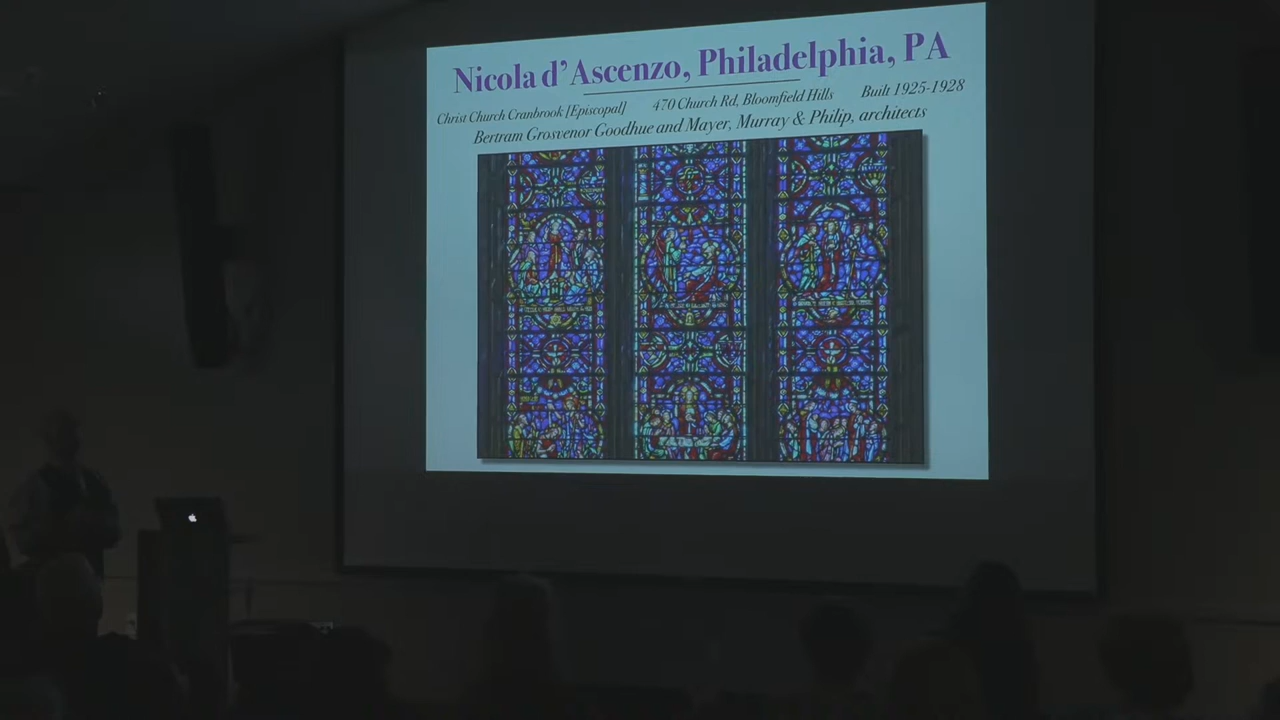 Nicola d'Ascenzo, Philadelphia, PA
Christ Church Cranbrook [Episcopal] 470 Church Rd, Bloomfield Hills Built 1925-1928
Bertram Grosvenor Goodhue and Mayer, Murray & Philip, architects